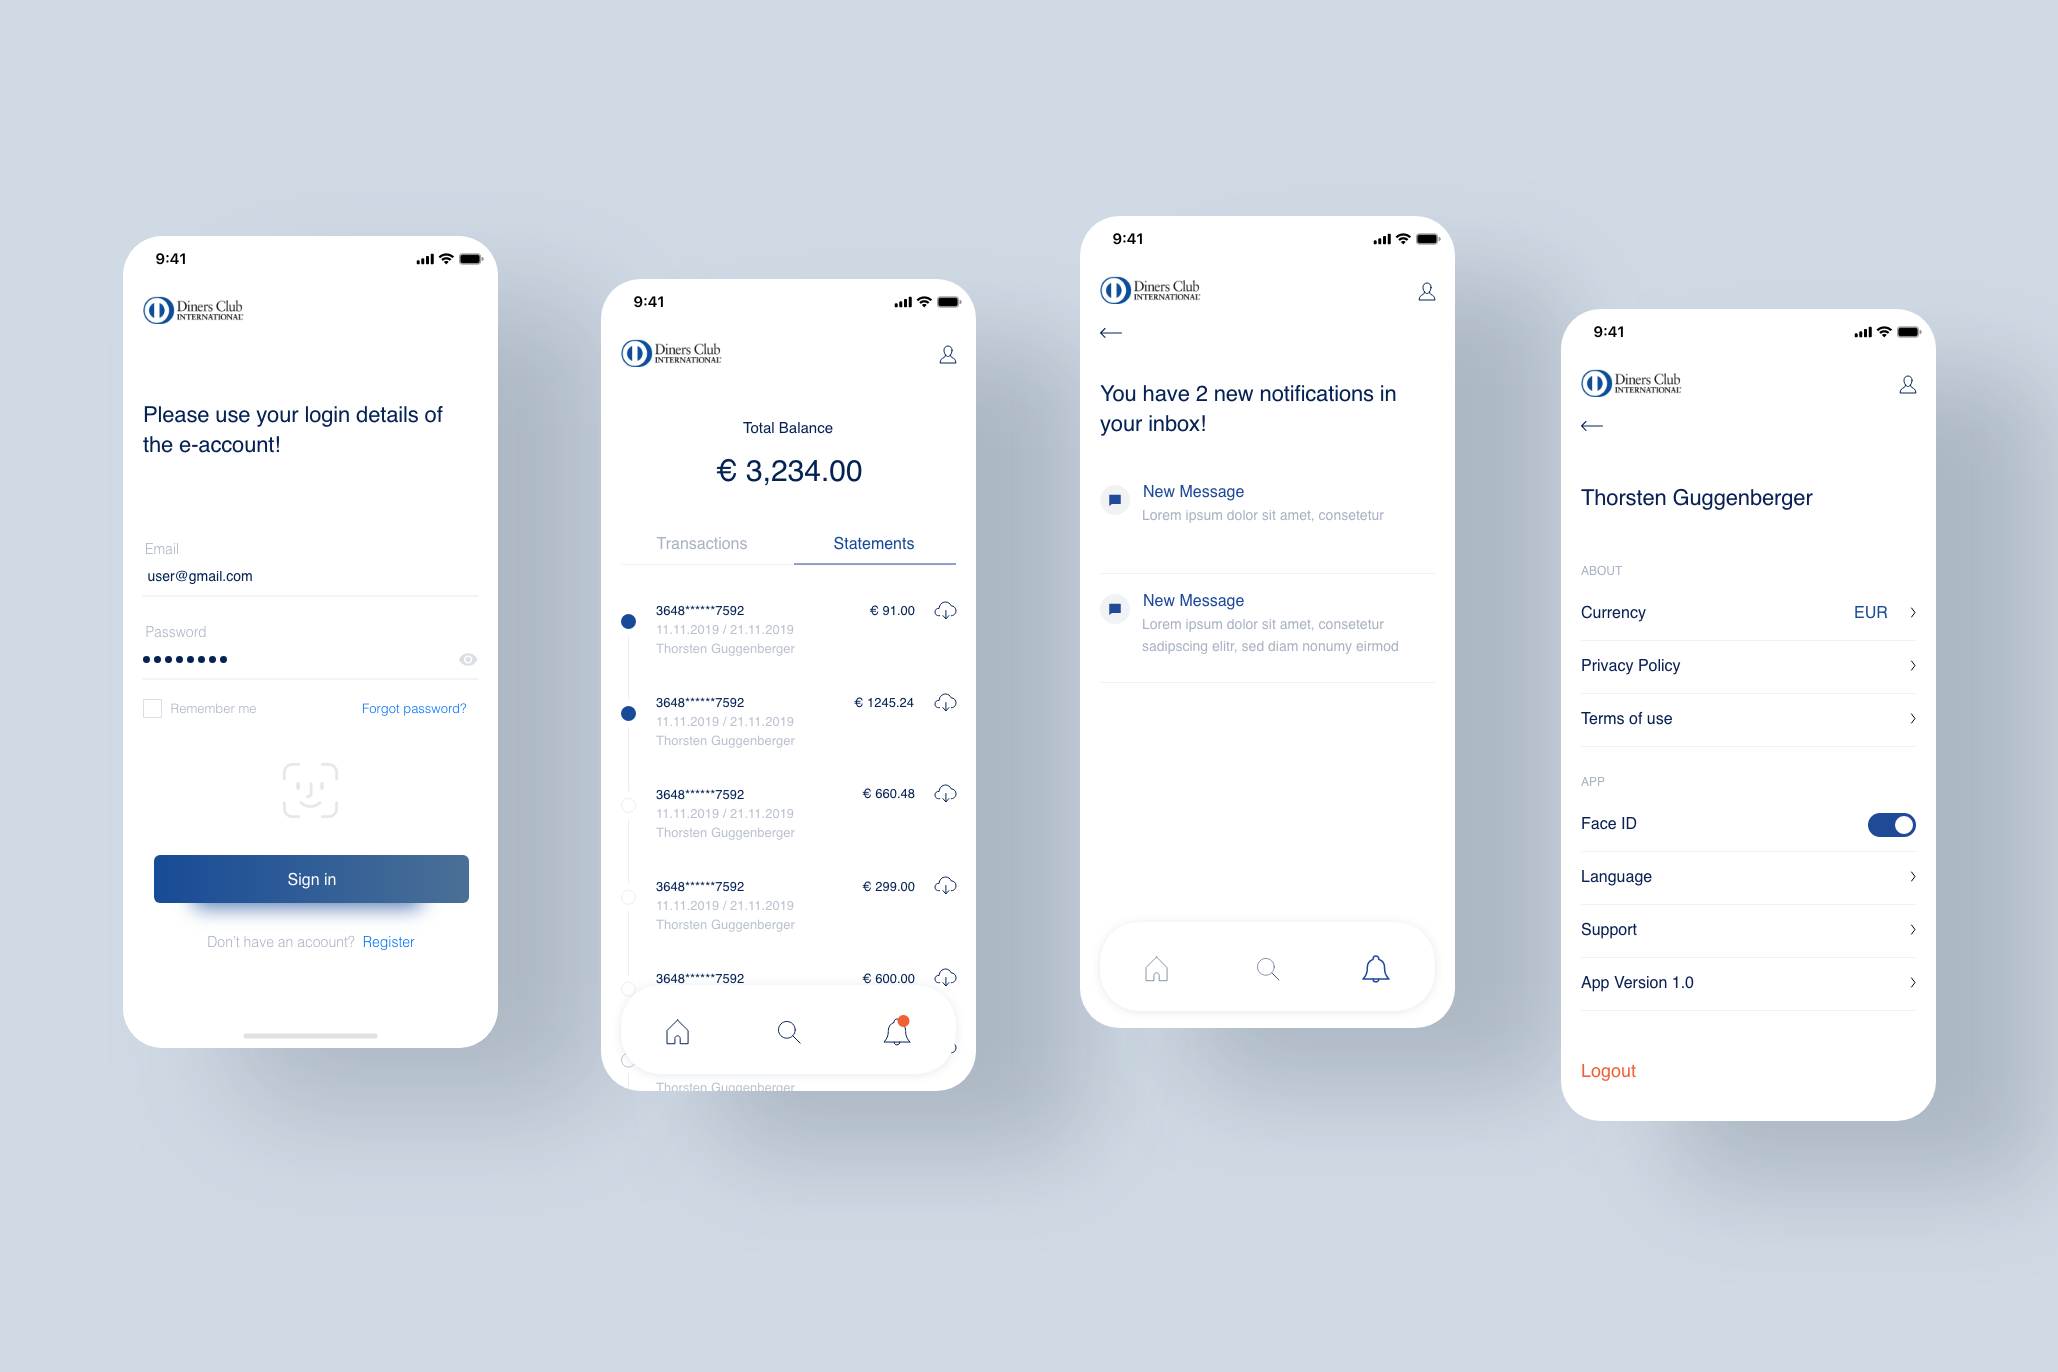 9:41
Diners Club
INTERNATIONAL
Please use your login details of
the e-account!
Email
user@gmail.com
Password
Remember me
Forgot password?
Sign in
Don't have an acoount? Register
9:41
Diners Club
INTERNATIONAL
Total Balance
€ 3,234.00
Transactions
Statements
3648******7592
€ 91.00
11.11.2019 / 21.11.2019
Thorsten Guggenberger
3648******7592
€ 1245.24
11.11.2019 / 21.11.2019
Thorsten Guggenberger
3648******7592
€ 660.48
11.11.2019 / 21.11.2019
Thorsten Guggenberger
3648******7592
€ 299.00
11.11.2019 / 21.11.2019
Thorsten Guggenberger
3648******7592
€ 600.00
Thorsten Guggenberger
9:41
Diners Club
INTERNATIONAL
You have 2 new notifications in
your inbox!
New Message
Lorem ipsum dolor sit amet, consetetur
New Message
Lorem ipsum dolor sit amet, consetetur
sadipscing elitr, sed diam nonumy eirmod
9:41
Diners Club
INTERNATIONAL
Thorsten Guggenberger
ABOUT
Currency
EUR
Privacy Policy
Terms of use
APP
Face ID
Language
Support
App Version 1.0
Logout